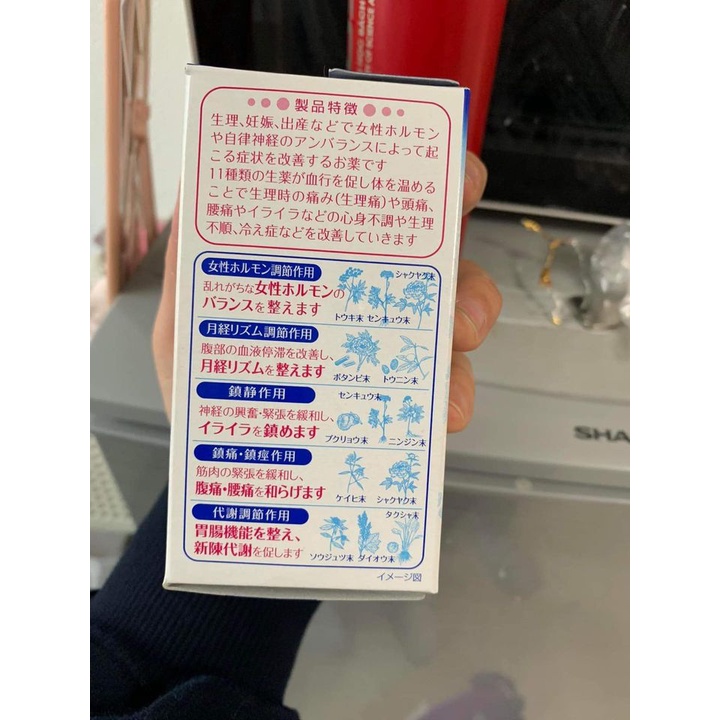 製品特徴
生理、妊娠、出産などで女性ホルモン
や自律神経のアンバランスによって起
こる症状を改善するお薬です
11種類の生薬が血行を促し体を温める
ことで生理時の痛み(生理痛)や頭痛、
腰痛やイライラなどの心身不調や生理
不順、冷え症などを改善していきます
女性ホルモン調節作用
シャクヤク末
乱れがちな女性ホルモンの
バランスを整えます
トウキ末 センキュウ末
月経リズム調節作用
腹部の血液停滞を改善し、
月経リズムを整えます
ボタンピ末 トウニン末
鎮静作用
センキュウ末
神経の興奮・緊張を緩和し、
イライラを鎮めます
ブクリョウ末 ニンジン末
鎮痛・鎮痙作用
筋肉の緊張を緩和し、
腹痛・腰痛を和らげます
ケイヒ末 シャクヤク末
代謝調節作用
タクシャ末
胃腸機能を整え、
新陳代謝を促します
ソウジュツ末 ダイオウ末
イメージ図
SHA